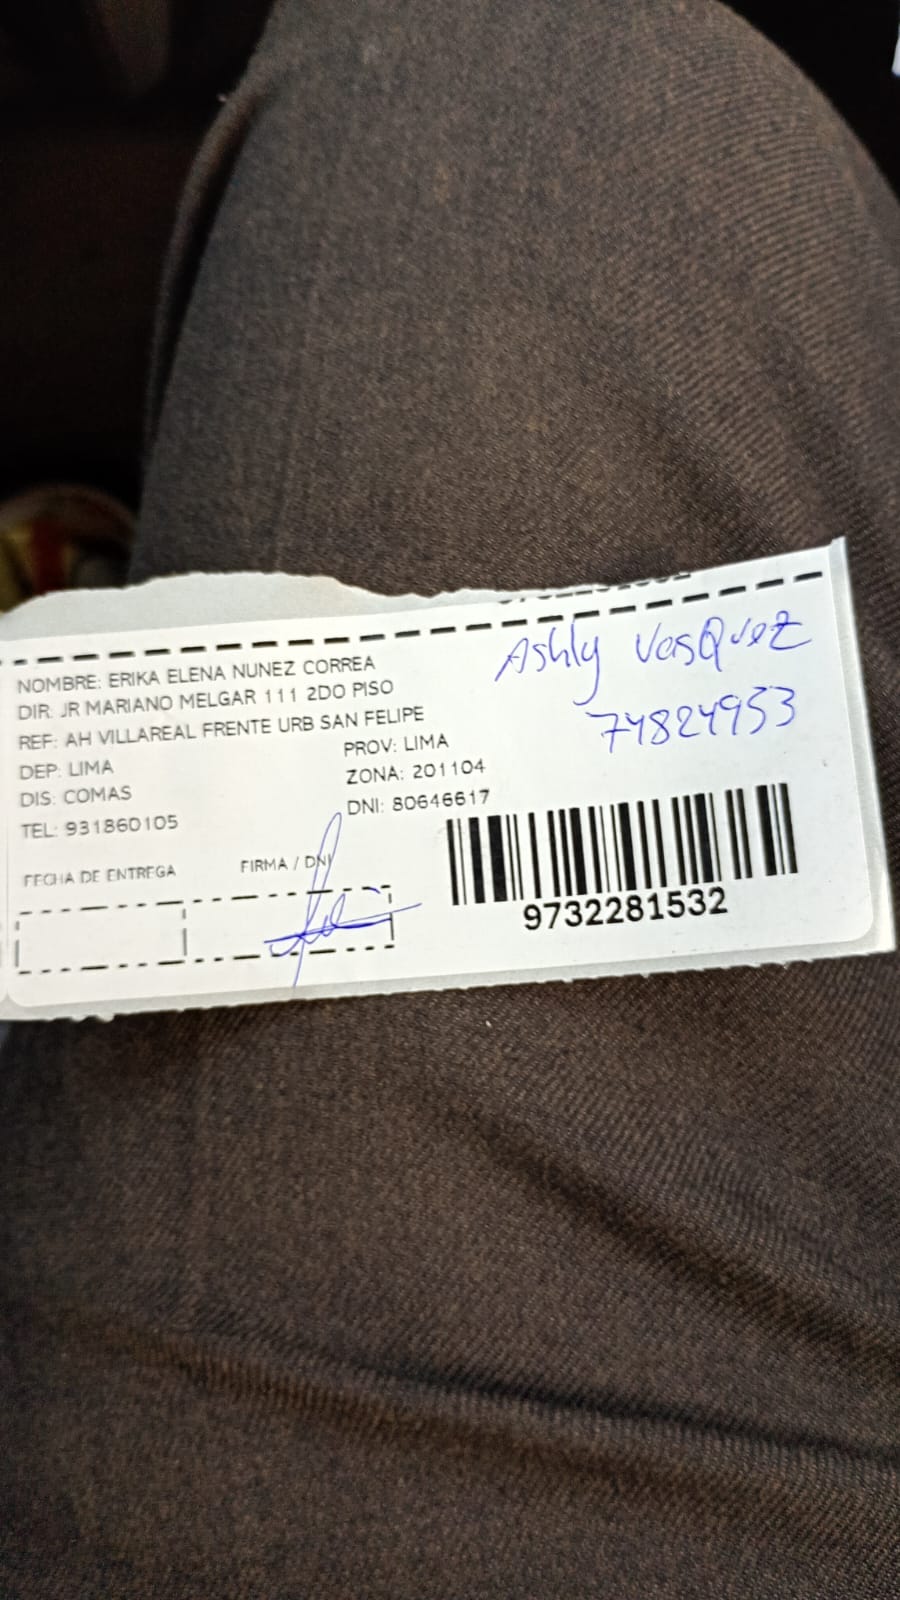 Ashly VasQuez
74824953
NOMBRE: ERIKA ELENA NUNEZ CORREA
DIR: JR MARIANO MELGAR 111 2DO PISO
REF: AH VILLAREAL FRENTE URB SAN FELIPE
DEP: LIMA PROV: LIMA
DIS: COMAS ZONA: 201104
TEL: 931860105 DNI: 80646617
FECHA DE ENTREGA FIRMA / DNI
9732281532